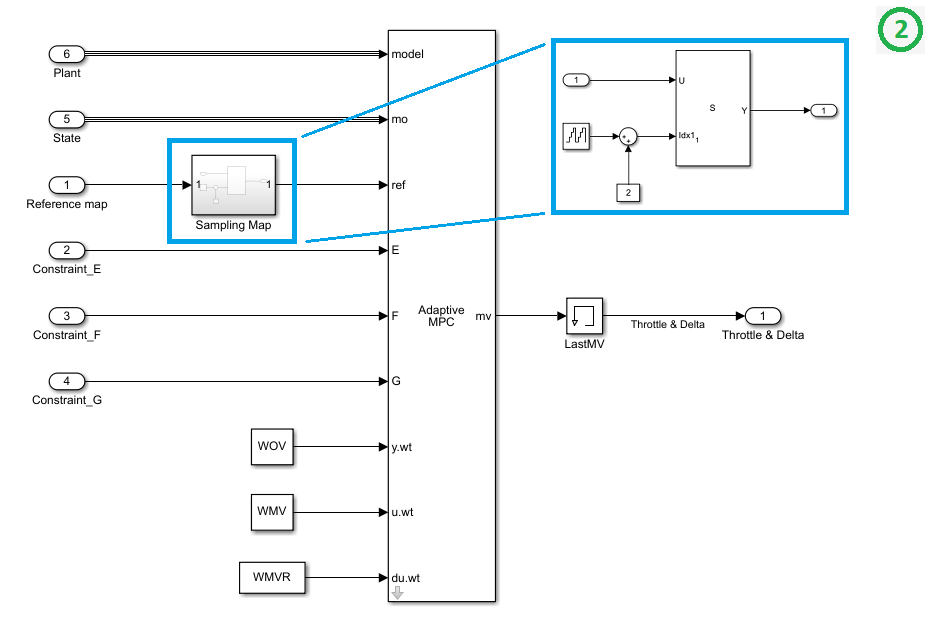 2
6
Plant
model
5
State
mo
1
Reference map
1
1
Sampling Map
ref
2
Constraint_E
E
3
Constraint_F
F
4
Constraint_G
G
WOV
y.wt
WMV
u.wt
WMVR
du.wt
Adaptive
MPC
mv
LastMV
Throttle & Delta
1
Throttle & Delta
1
U
S
Y
1
Idx1
1
++
2